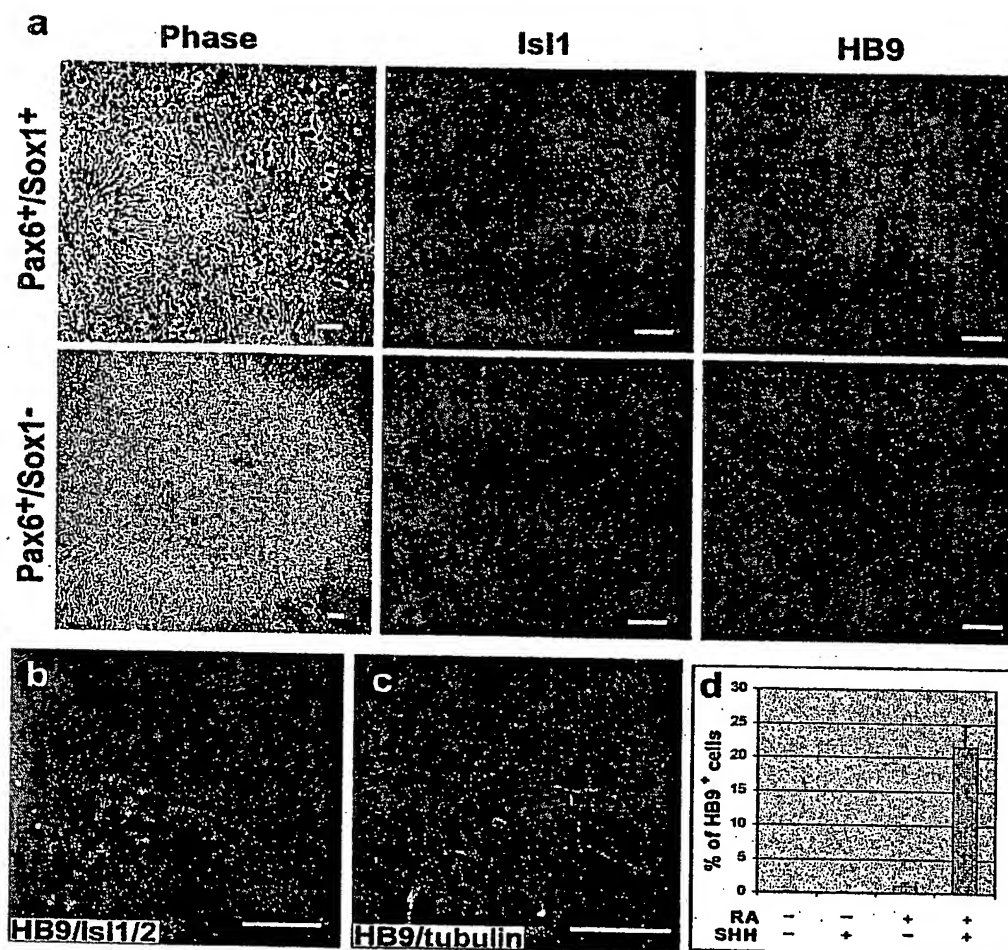 a
Phase Isl1 HB9
Pax6+/Sox1+
Pax6+/Sox1-
b
HB9/Isl1/2
c
HB9/tubulin
d
% of HB9+ cells
30
25
20
15
10
5
0
RA - - + +
SHH - + - +